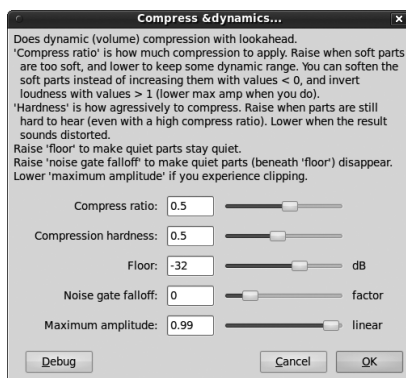 Compress &dynamics...
Does dynamic (volume) compression with lookahead.
'Compress ratio' is how much compression to apply. Raise when soft parts
are too soft, and lower to keep some dynamic range. You can soften the
soft parts instead of increasing them with values < 0, and invert
loudness with values > 1 (lower max amp when you do).
'Hardness' is how agressively to compress. Raise when parts are still
hard to hear (even with a high compress ratio). Lower when the result
sounds distorted.
Raise 'floor' to make quiet parts stay quiet.
Raise 'noise gate falloff' to make quiet parts (beneath 'floor') disappear.
Lower 'maximum amplitude' if you experience clipping.
Compress ratio: 0.5
Compression hardness: 0.5
Floor: -32 dB
Noise gate falloff: 0 factor
Maximum amplitude: 0.99 linear
Debug Cancel OK